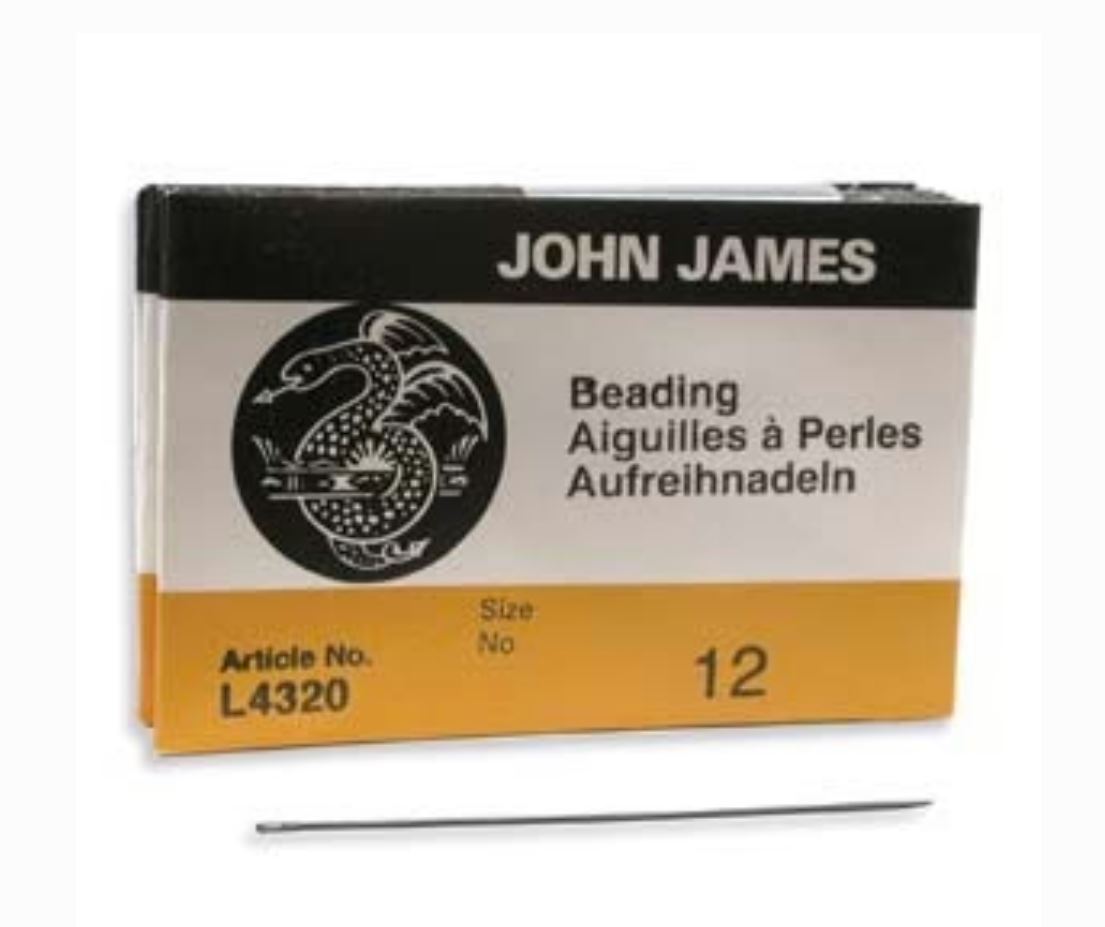 JOHN JAMES
Beading
Aiguilles à Perles
Aufreihnadeln
Size
No
12
Article No.
L4320